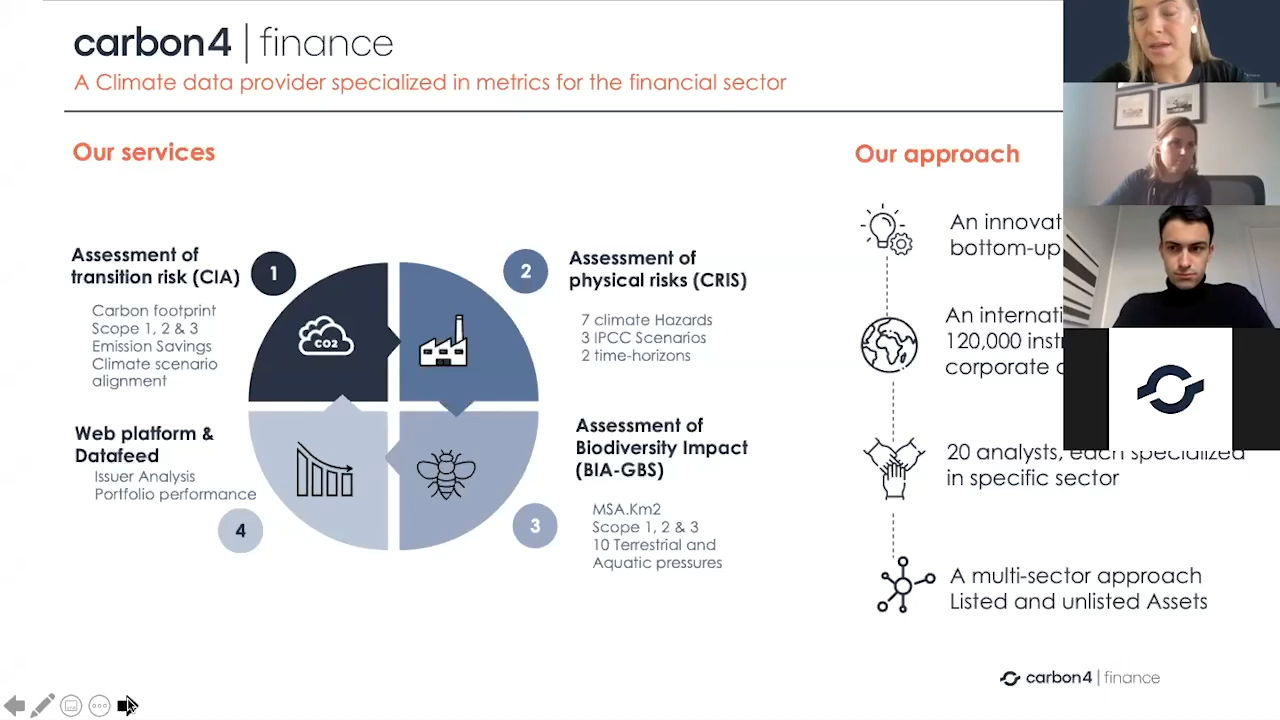 carbon4 | finance
A Climate data provider specialized in metrics for the financial sector
Our services
Assessment of
transition risk (CIA)
1
Carbon footprint
Scope 1, 2 & 3
Emission Savings
Climate scenario
alignment
CO2
2
Assessment of
physical risks (CRIS)
7 climate Hazards
3 IPCC Scenarios
2 time-horizons
Assessment of
Biodiversity Impact
(BIA-GBS)
3
MSA.Km2
Scope 1, 2 & 3
10 Terrestrial and
Aquatic pressures
Web platform &
Datafeed
Issuer Analysis
Portfolio performance
4
Our approach
An
bottom-up
An
120,000
corporate
20 analysts, each specialized
in specific sector
A multi-sector approach
Listed and unlisted Assets
carbon4 | finance